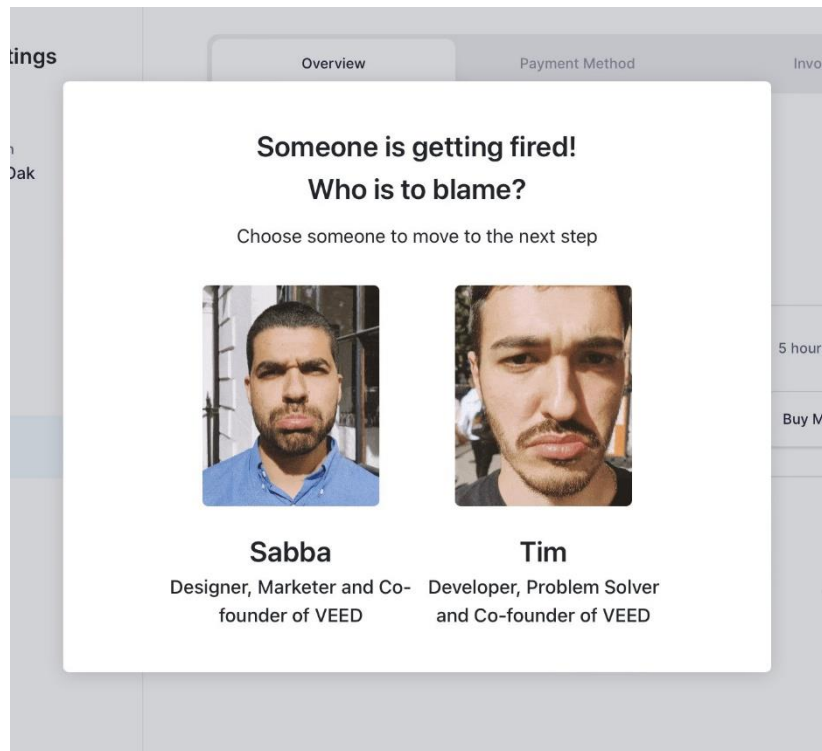 tings
Overview
Payment Method
Invo
n
Oak
Someone is getting fired!
Who is to blame?
Choose someone to move to the next step
5 hour
Buy M
Sabba
Tim
Designer, Marketer and Co-
founder of VEED
Developer, Problem Solver
and Co-founder of VEED